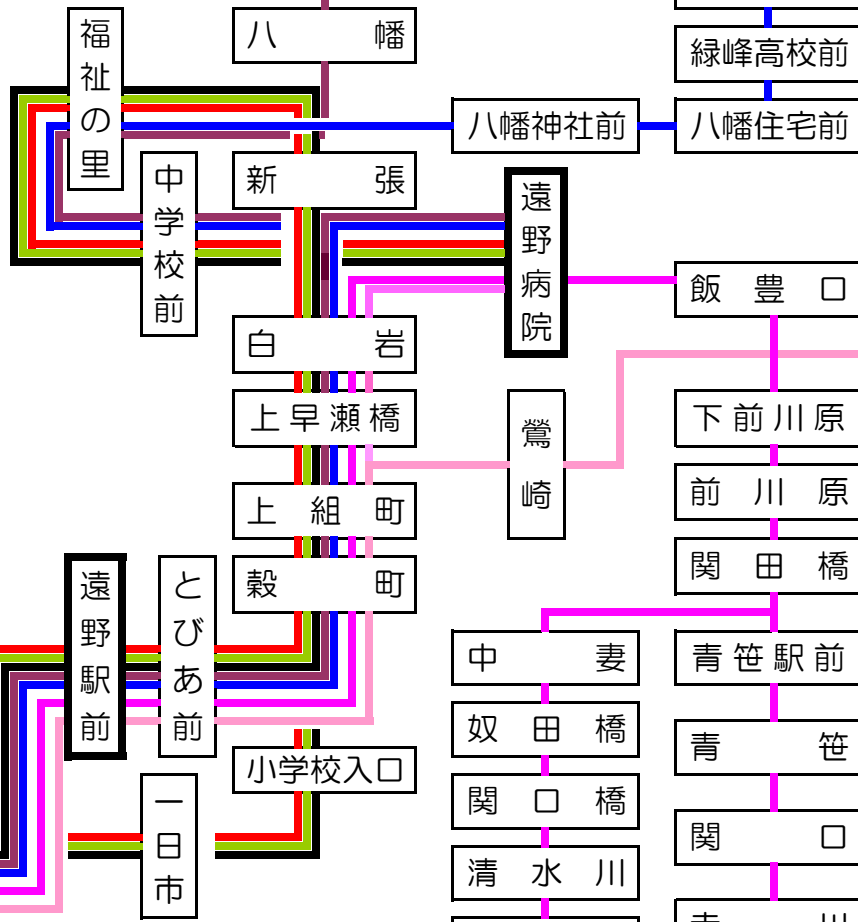 福祉の里
八幡
緑峰高校前
八幡神社前
八幡住宅前
中学校前
新張
遠野病院
飯豊口
白岩
上早瀬橋
鶯崎
下前川原
上組町
前川原
穀町
関田橋
遠野駅前
とぴあ前
中妻
青笹駅前
奴田橋
青笹
小学校入口
一日市
関口橋
関口
清水川